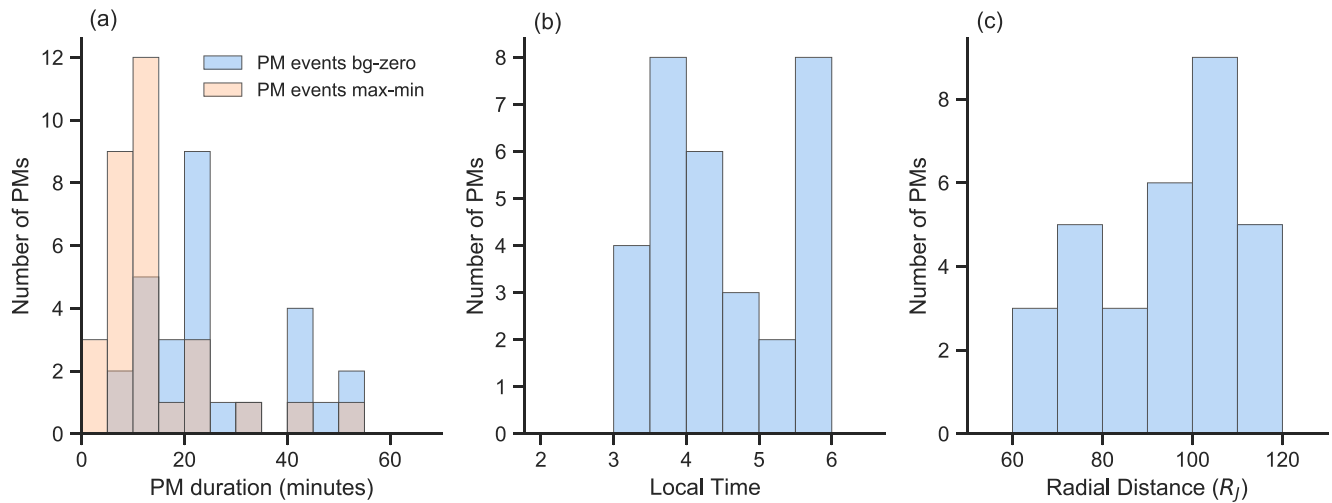 (a)
12
10
8
6
4
2
0
Number of PMs
PM events bg-zero
PM events max-min
0 20 40 60
PM duration (minutes)
(b)
8
7
6
5
4
3
2
1
0
Number of PMs
2 3 4 5 6
Local Time
(c)
8
6
4
2
0
Number of PMs
60 80 100 120
Radial Distance (R_J)